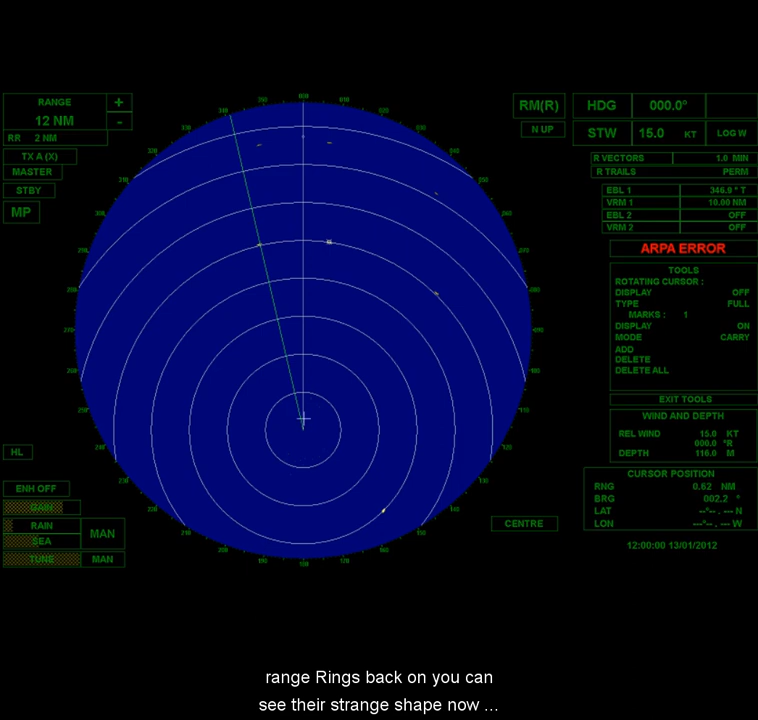 RANGE
+
12 NM
-
RR 2 NM
TX A (X)
MASTER
STBY
MP
HL
ENH OFF
GAIN
RAIN
SEA
MAN
TUNE
MAN
000
RM(R)
N UP
HDG 000.0°
STW 15.0 KT LOG W
R VECTORS 1.0 MIN
R TRAILS PERM
EBL 1 346.9 ° T
VRM 1 10.00 NM
EBL 2 OFF
VRM 2 OFF
ARPA ERROR
TOOLS
ROTATING CURSOR :
DISPLAY OFF
TYPE FULL
MARKS : 1
DISPLAY ON
MODE CARRY
ADD
DELETE
DELETE ALL
EXIT TOOLS
WIND AND DEPTH
REL WIND 15.0 KT
000.0 °R
DEPTH 116.0 M
CURSOR POSITION
RNG 0.62 NM
BRG 002.2 °
LAT --°-- . --- N
LON ---°-- . --- W
CENTRE
12:00:00 13/01/2012
range Rings back on you can
see their strange shape now ...